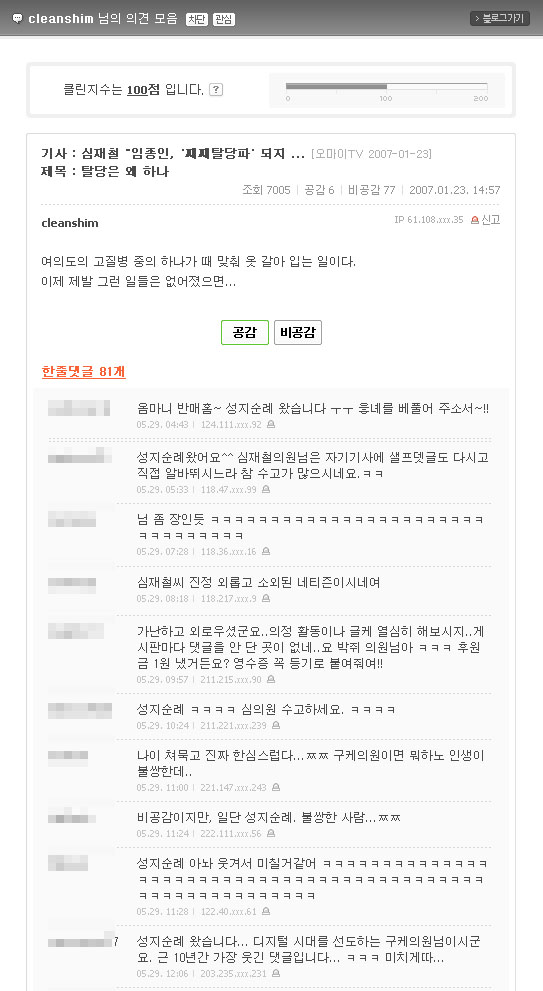 cleanshim 님의 의견 모음 차단 관심
> 블로그가기
클린지수는 100점 입니다. ?
0 100 200
기사 : 심재철 "임종인, '째째탈당파' 되지 ... [오마이TV 2007-01-23]
제목 : 탈당은 왜 하나
조회 7005 | 공감 6 | 비공감 77 | 2007.01.23. 14:57
cleanshim
IP 61.108.xxx.35 신고
여의도의 고질병 중의 하나가 때 맞춰 옷 갈아 입는 일이다.
이제 제발 그런 일들은 없어졌으면...
공감 비공감
한줄댓글 81개
옴마니 반매홈~ 성지순례 왔습니다 ㅜㅜ 흥녜를 베풀어 주소서~!!
05.29. 04:43 | 124.111.xxx.92
성지순례왔어요^^ 심재철의원님은 자기기사에 샐프뎃글도 다시고
직접 알바뛰시느라 참 수고가 많으시네요.ㅋㅋ
05.29. 05:33 | 118.47.xxx.99
넘 좀 장인듯 ㅋㅋㅋㅋㅋㅋㅋㅋㅋㅋㅋㅋㅋㅋㅋㅋㅋㅋㅋㅋㅋㅋㅋ
ㅋㅋㅋㅋㅋㅋㅋㅋㅋ
05.29. 07:28 | 118.36.xxx.16
심재철씨 진정 외롭고 소외된 네티즌이시네여
05.29. 08:18 | 118.217.xxx.9
가난하고 외로우셨군요..의정 활동이나 글케 열심히 해보시지..게
시판마다 댓글을 안 단 곳이 없네..요 박쥐 의원님아 ㅋㅋㅋ 후원
금 1원 냈거든요? 영수증 꼭 등기로 붙여줘여!!
05.29. 09:57 | 211.215.xxx.90
성지순례 ㅋㅋㅋㅋ 심의원 수고하세요. ㅋㅋㅋㅋ
05.29. 10:24 | 211.221.xxx.239
나이 쳐묵고 진짜 한심스럽다...ㅉㅉ 구케의원이면 뭐하노 인생이
불쌍한데..
05.29. 11:00 | 221.147.xxx.243
비공감이지만, 일단 성지순례. 불쌍한 사람...ㅉㅉ
05.29. 11:24 | 222.111.xxx.56
성지순례 아놔 웃겨서 미칠거같어 ㅋㅋㅋㅋㅋㅋㅋㅋㅋㅋㅋㅋㅋㅋ
ㅋㅋㅋㅋㅋㅋㅋㅋㅋㅋㅋㅋㅋㅋㅋㅋㅋㅋㅋㅋㅋㅋㅋㅋㅋㅋㅋㅋㅋ
ㅋㅋㅋㅋㅋㅋㅋㅋㅋㅋㅋㅋㅋㅋㅋ
05.29. 11:28 | 122.40.xxx.61
성지순례 왔습니다... 디지털 시대를 선도하는 구케의원님이시군
요. 근 10년간 가장 웃긴 댓글입니다... ㅋㅋㅋ 미치게따...
05.29. 12:06 | 203.235.xxx.231